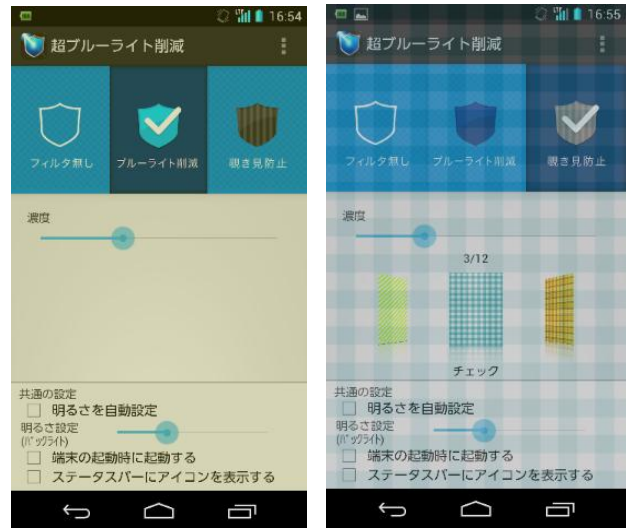 16:54
超ブルーライト削減
フィルタ無し
ブルーライト削減
覗き見防止
濃度
共通の設定
明るさを自動設定
明るさ設定
(バックライト)
端末の起動時に起動する
ステータスバーにアイコンを表示する
16:55
超ブルーライト削減
フィルタ無し
ブルーライト削減
覗き見防止
濃度
3/12
チェック
共通の設定
明るさを自動設定
明るさ設定
(バックライト)
端末の起動時に起動する
ステータスバーにアイコンを表示する